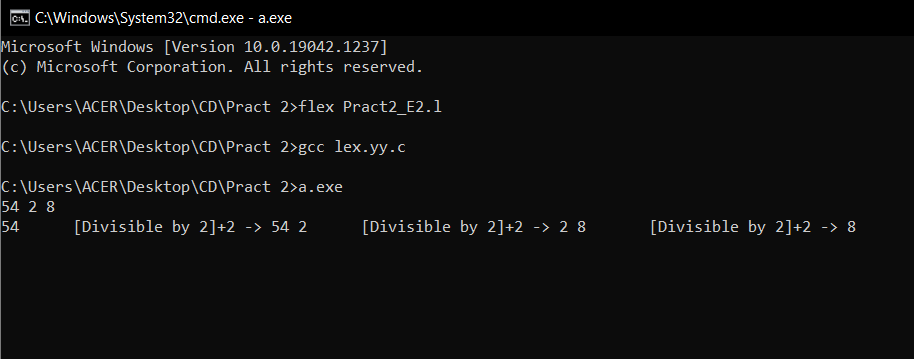 C:\Windows\System32\cmd.exe - a.exe
Microsoft Windows [Version 10.0.19042.1237]
(c) Microsoft Corporation. All rights reserved.
C:\Users\ACER\Desktop\CD\Pract 2>flex Pract2_E2.l
C:\Users\ACER\Desktop\CD\Pract 2>gcc lex.yy.c
C:\Users\ACER\Desktop\CD\Pract 2>a.exe
54 2 8
54 [Divisible by 2]+2 -> 54 2 [Divisible by 2]+2 -> 2 8 [Divisible by 2]+2 -> 8